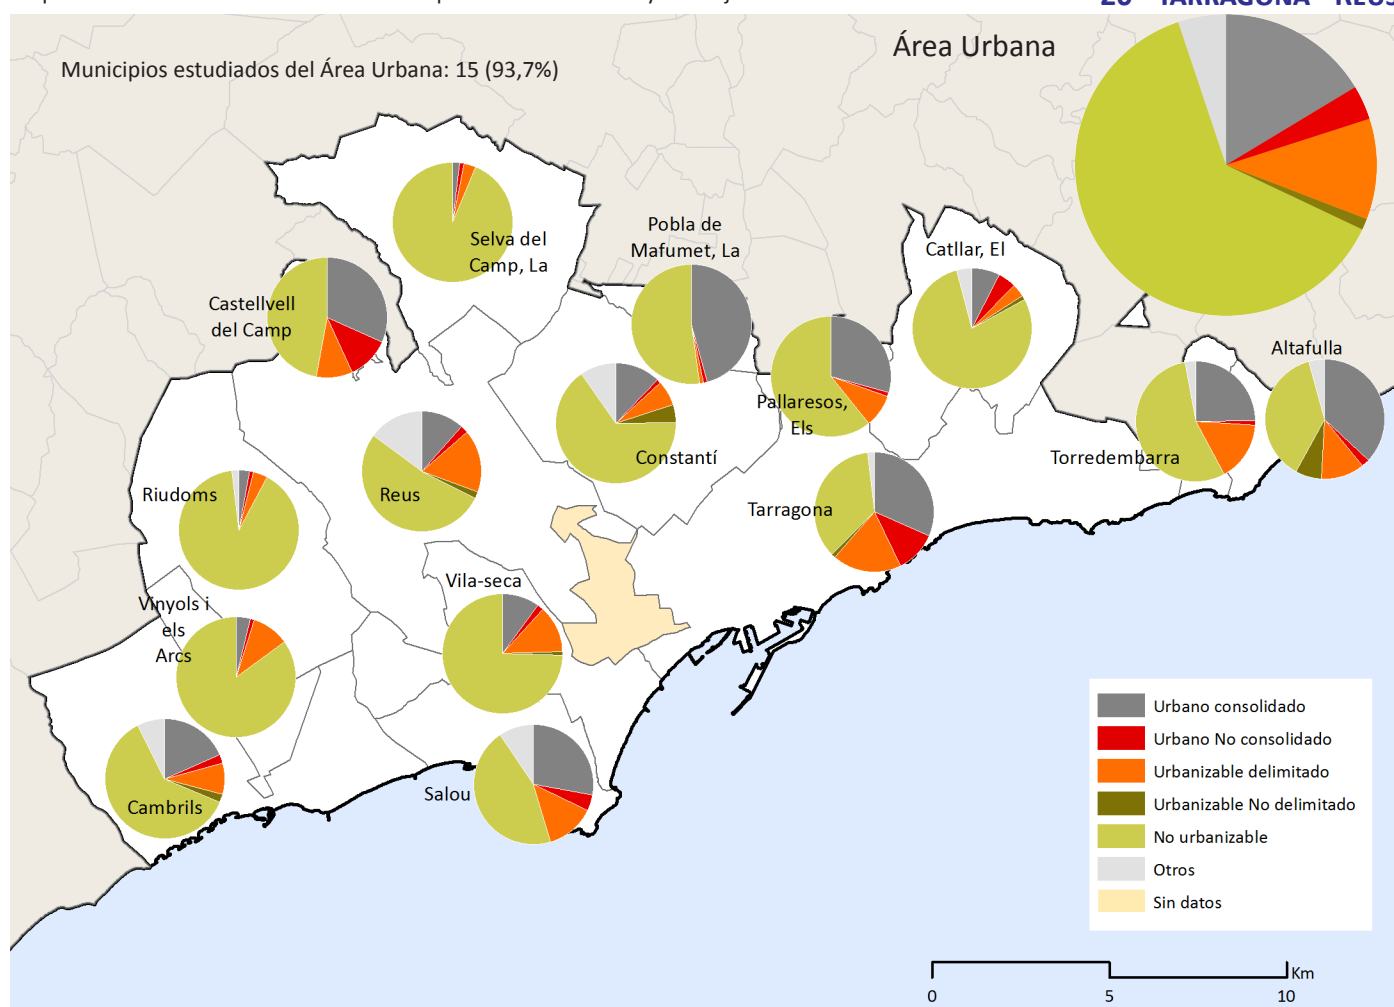 20 - TARRAGONA - REUS
Área Urbana
Municipios estudiados del Área Urbana: 15 (93,7%)
Selva del
Camp, La
Pobla de
Mafumet, La
Catllar, El
Castellvell
del Camp
Altafulla
Pallaresos,
Els
Constantí
Torredembarra
Riudoms
Reus
Tarragona
Vila-seca
Vinyols i
els
Arcs
Cambrils
Salou
Urbano consolidado
Urbano No consolidado
Urbanizable delimitado
Urbanizable No delimitado
No urbanizable
Otros
Sin datos
Km
0 5 10